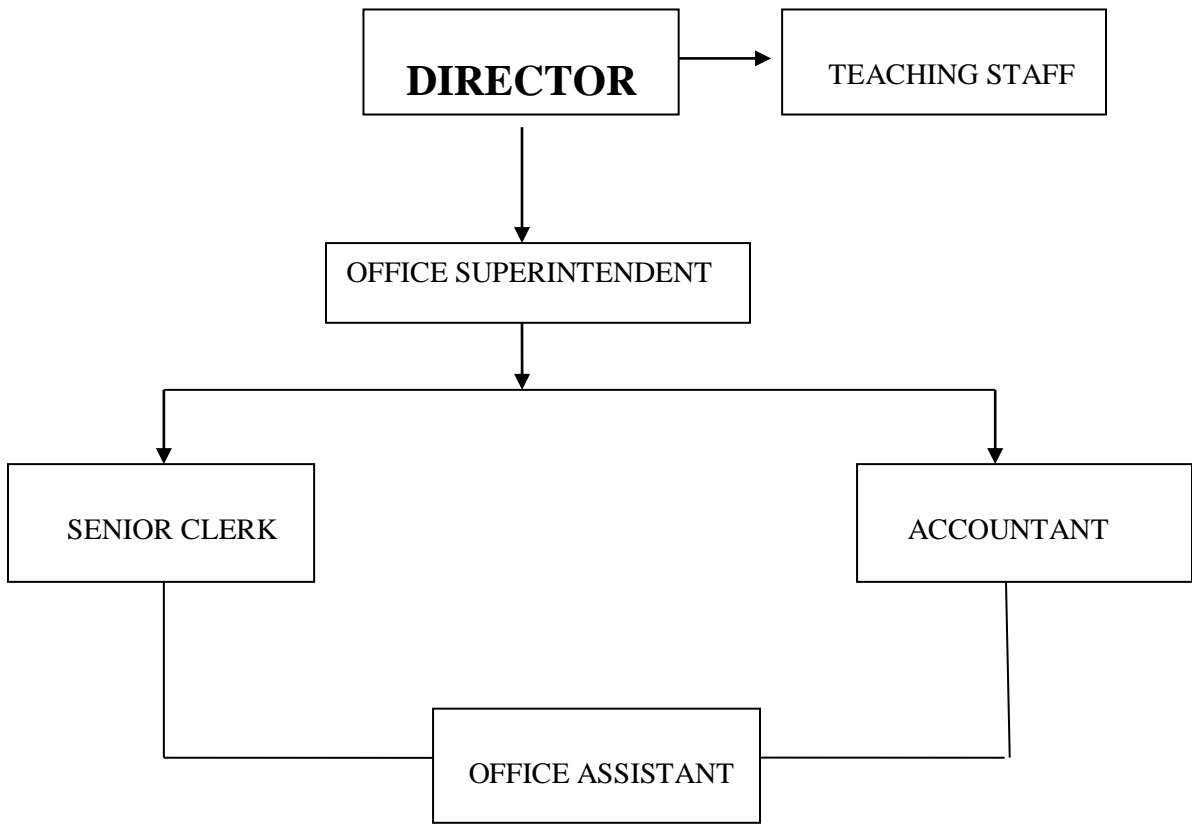 DIRECTOR
TEACHING STAFF
OFFICE SUPERINTENDENT
SENIOR CLERK
ACCOUNTANT
OFFICE ASSISTANT